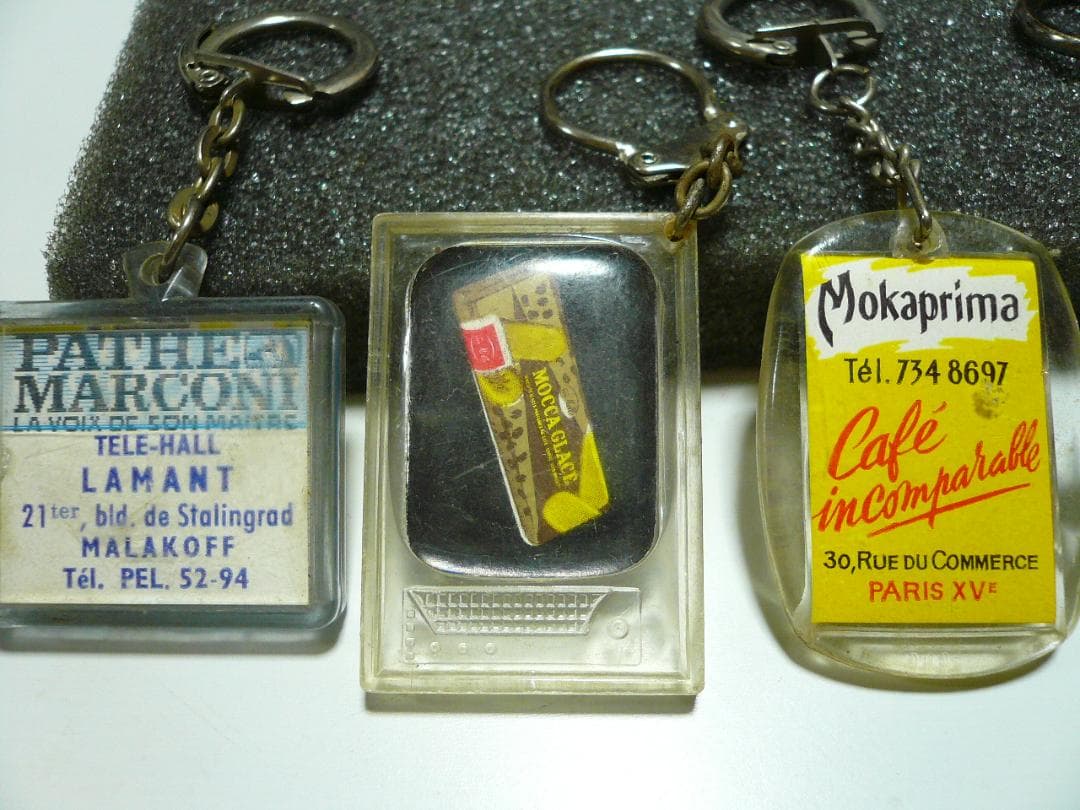 PATHE
MARCONI
LA VOIX DE SON MAITRE
TELE-HALL
LAMANT
21ter, bld. de Stalingrad
MALAKOFF
Tél. PEL. 52-94
MOCCA GLACE
Mokaprima
Tél. 734 8697
Café
incomparable
30, RUE DU COMMERCE
PARIS XVE